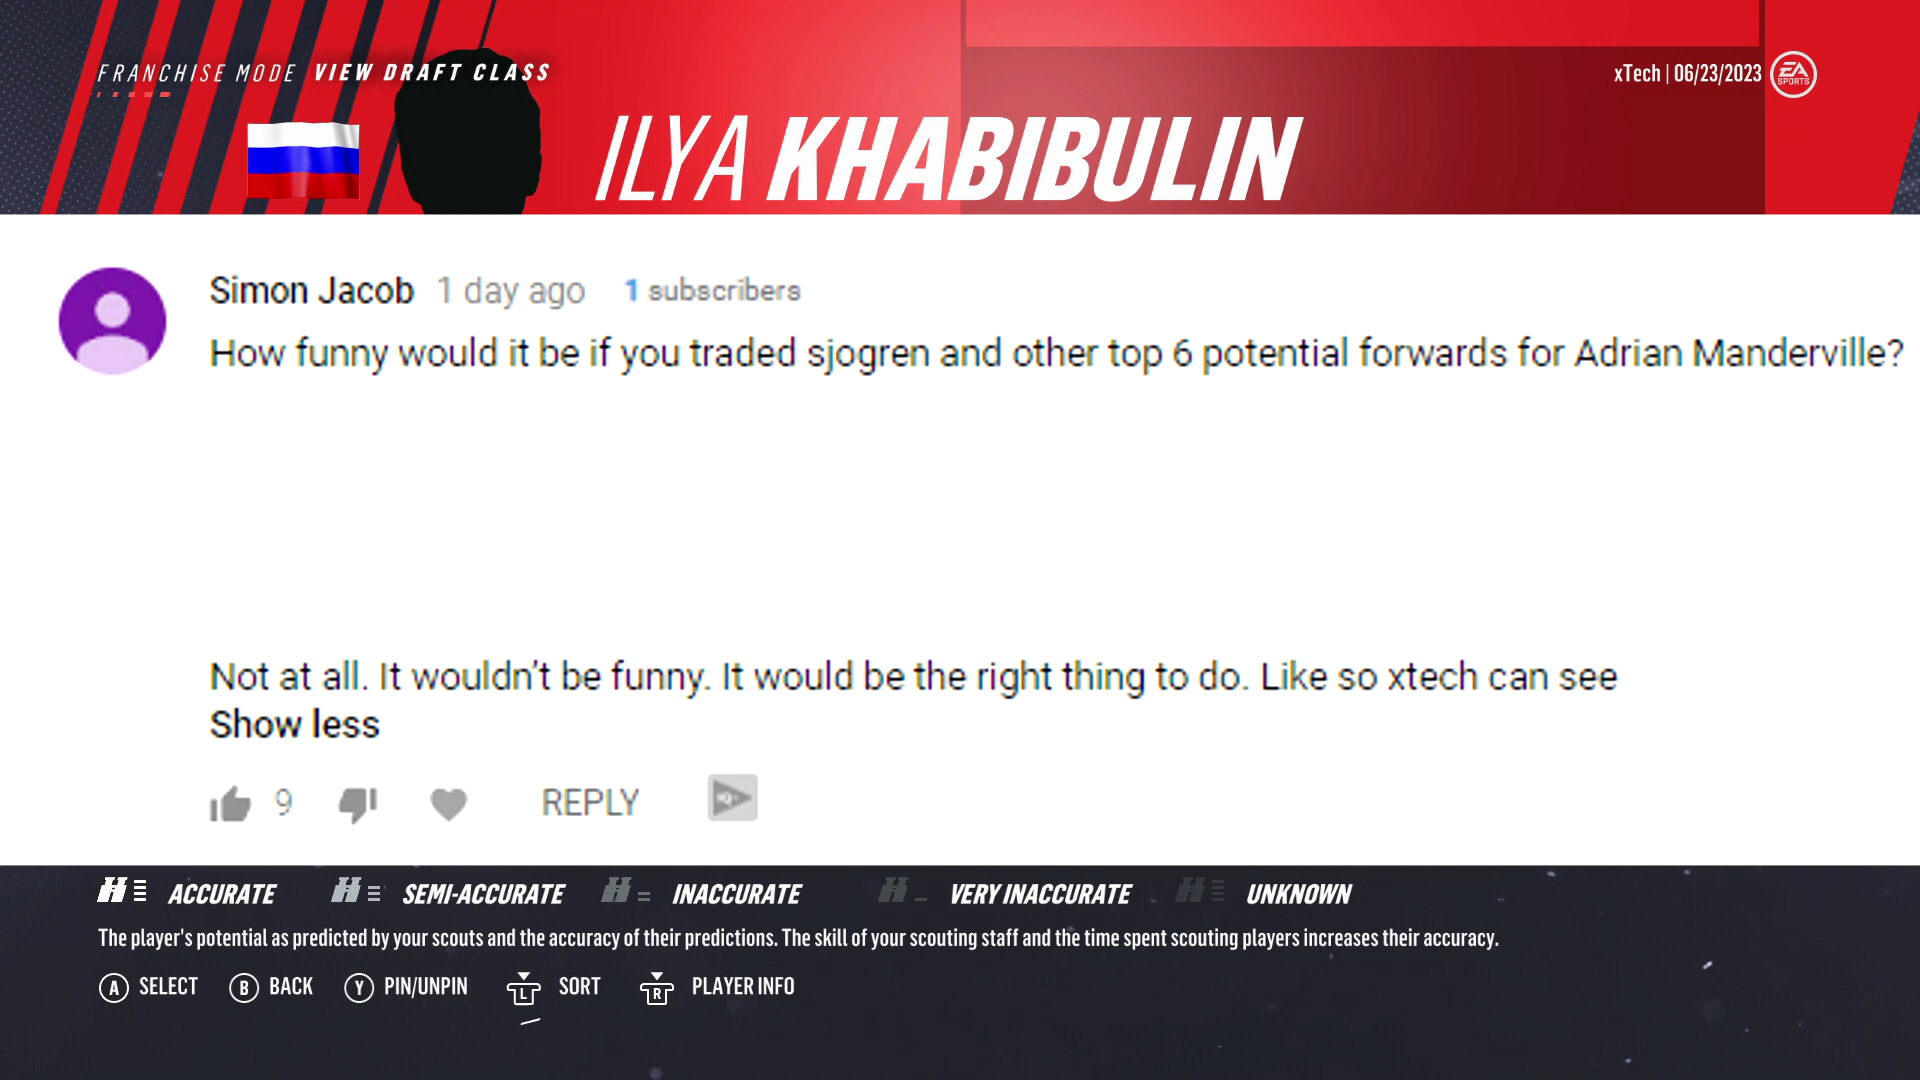 FRANCHISE MODE VIEW DRAFT CLASS
xTech | 06/23/2023
EA SPORTS
ILYA KHABIBULIN
Simon Jacob 1 day ago 1 subscribers
How funny would it be if you traded sjogren and other top 6 potential forwards for Adrian Manderville?
Not at all. It wouldn't be funny. It would be the right thing to do. Like so xtech can see
Show less
9 REPLY
ACCURATE SEMI-ACCURATE INACCURATE VERY INACCURATE UNKNOWN
The player's potential as predicted by your scouts and the accuracy of their predictions. The skill of your scouting staff and the time spent scouting players increases their accuracy.
A SELECT B BACK Y PIN/UNPIN L SORT R PLAYER INFO